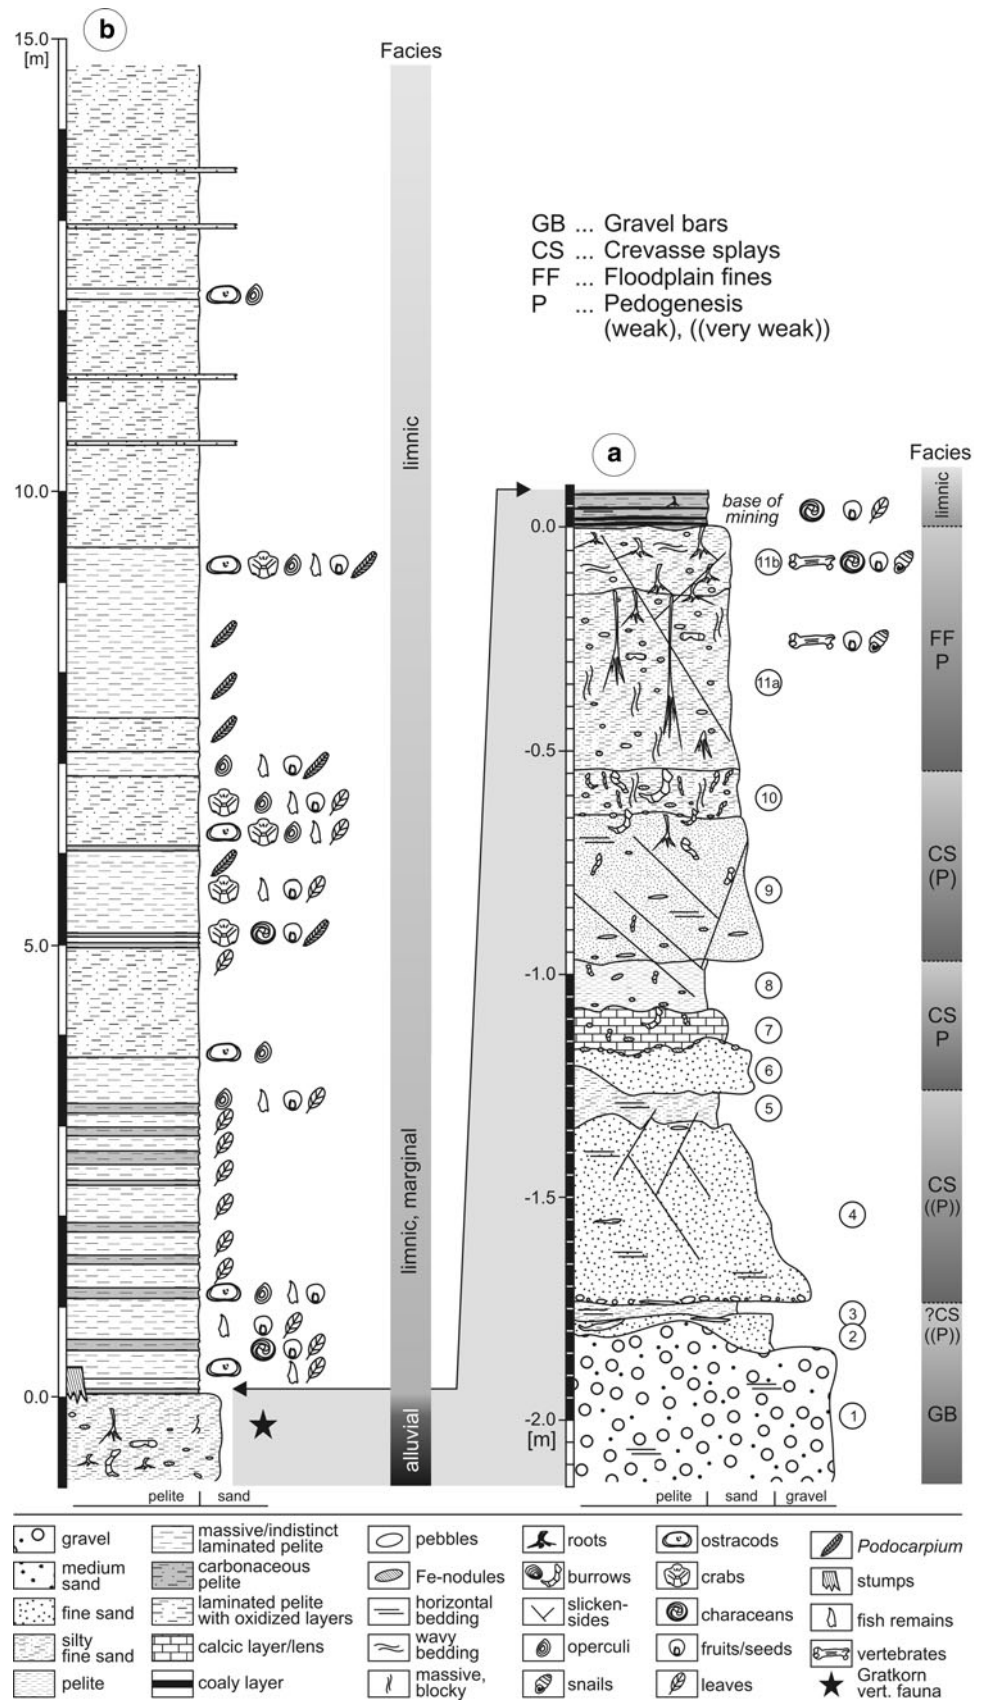 b
15.0
[m]
Facies
10.0
5.0
0.0
limnic
limnic, marginal
alluvial
pelite
sand
GB ... Gravel bars
CS ... Crevasse splays
FF ... Floodplain fines
P ... Pedogenesis
(weak), ((very weak))
a
Facies
base of
mining
0.0
-0.5
-1.0
-1.5
-2.0
[m]
11b
11a
10
9
8
7
6
5
4
3
2
1
limnic
FF
P
CS
(P)
CS
P
CS
((P))
?CS
((P))
GB
pelite
sand
gravel
gravel
medium
sand
fine sand
silty
fine sand
pelite
massive/indistinct
laminated pelite
carbonaceous
pelite
laminated pelite
with oxidized layers
calcic layer/lens
coaly layer
pebbles
Fe-nodules
horizontal
bedding
wavy
bedding
massive,
blocky
roots
burrows
slicken-
sides
operculi
snails
ostracods
crabs
characeans
fruits/seeds
leaves
Podocarpium
stumps
fish remains
vertebrates
Gratkorn
vert. fauna